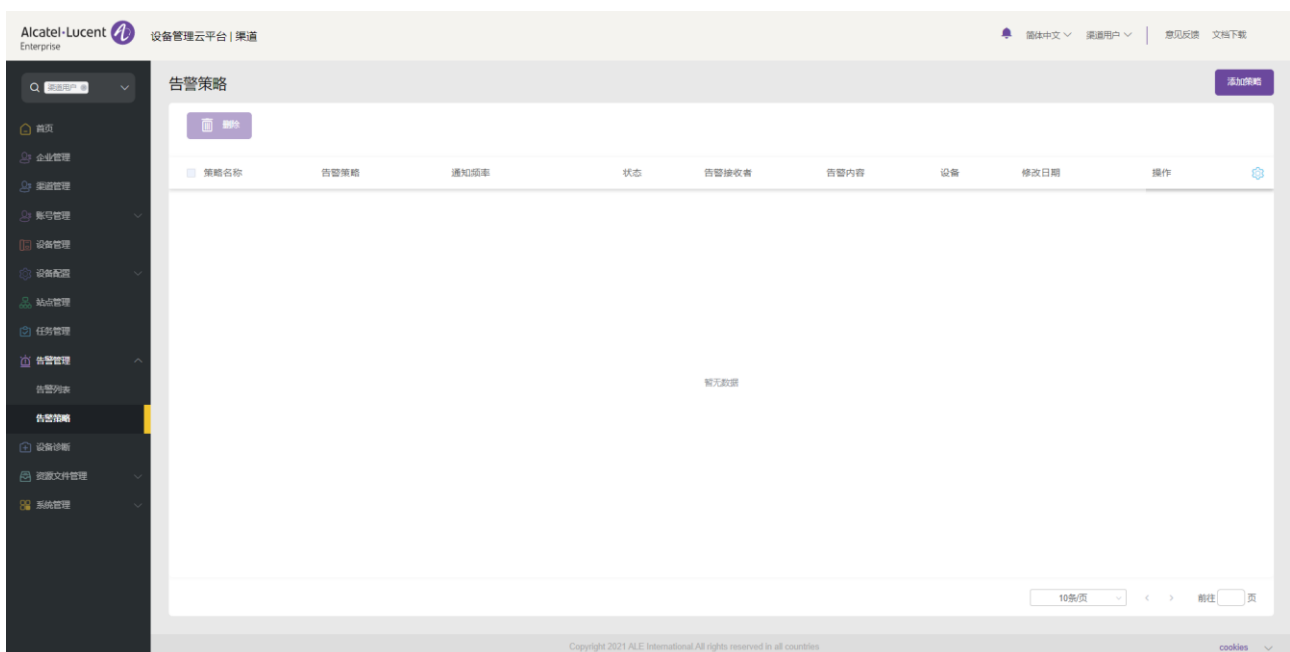 Alcatel·Lucent
Enterprise
设备管理云平台 | 渠道
简体中文
渠道用户
意见反馈
文档下载
渠道用户
首页
企业管理
渠道管理
账号管理
设备管理
设备配置
站点管理
任务管理
告警管理
告警列表
告警策略
设备诊断
资源文件管理
系统管理
告警策略
添加策略
删除
策略名称 告警策略 通知频率 状态 告警接收者 告警内容 设备 修改日期 操作
暂无数据
10条/页
前往 页
Copyright 2021 ALE International.All rights reserved in all countries
cookies